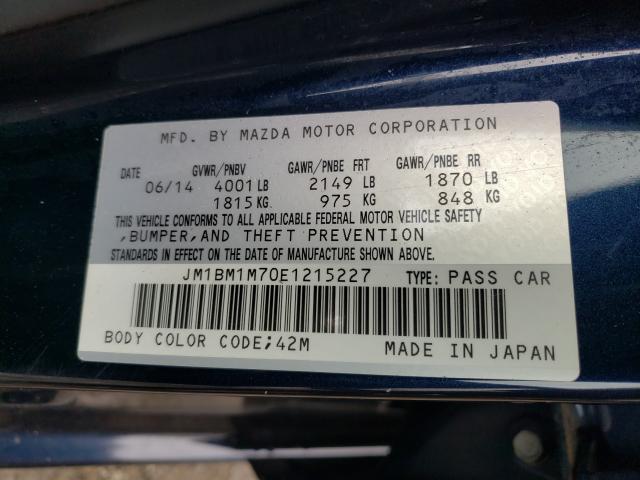 MFD. BY MAZDA MOTOR CORPORATION
DATE GVWR/PNBV GAWR/PNBE FRT GAWR/PNBE RR
06/14 4001 LB 2149 LB 1870 LB
1815 KG 975 KG 848 KG
THIS VEHICLE CONFORMS TO ALL APPLICABLE FEDERAL MOTOR VEHICLE SAFETY
,BUMPER,AND THEFT PREVENTION
STANDARDS IN EFFECT ON THE DATE OF MANUFACTURE SHOWN ABOVE.
JM1BM1M70E1215227 TYPE: PASS CAR
BODY COLOR CODE;42M MADE IN JAPAN